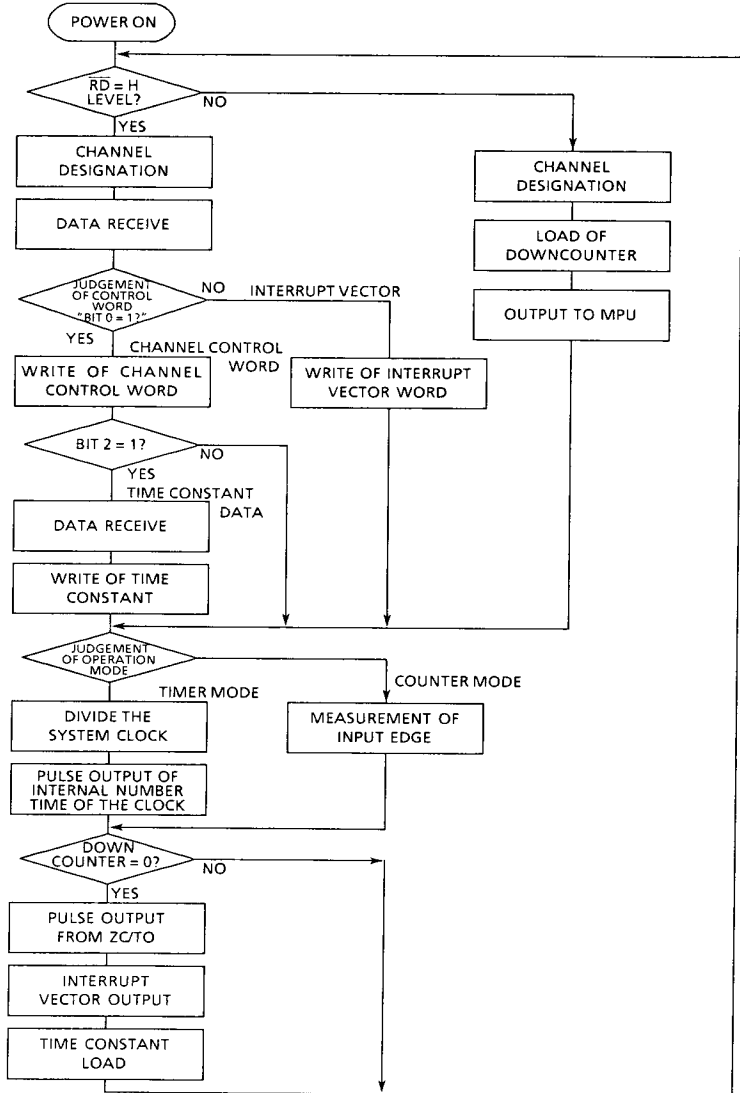 POWER ON
R̅D̅ = H
LEVEL?
NO
YES
CHANNEL
DESIGNATION
CHANNEL
DESIGNATION
DATA RECEIVE
LOAD OF
DOWNCOUNTER
JUDGEMENT
OF CONTROL
WORD
"BIT 0 = 1?"
NO
INTERRUPT VECTOR
OUTPUT TO MPU
YES
CHANNEL CONTROL
WORD
WRITE OF CHANNEL
CONTROL WORD
WRITE OF INTERRUPT
VECTOR WORD
BIT 2 = 1?
NO
YES
TIME CONSTANT
DATA
DATA RECEIVE
WRITE OF TIME
CONSTANT
JUDGEMENT
OF OPERATION
MODE
COUNTER MODE
TIMER MODE
DIVIDE THE
SYSTEM CLOCK
MEASUREMENT OF
INPUT EDGE
PULSE OUTPUT OF
INTERNAL NUMBER
TIME OF THE CLOCK
DOWN
COUNTER = 0?
NO
YES
PULSE OUTPUT
FROM ZC/TO
INTERRUPT
VECTOR OUTPUT
TIME CONSTANT
LOAD